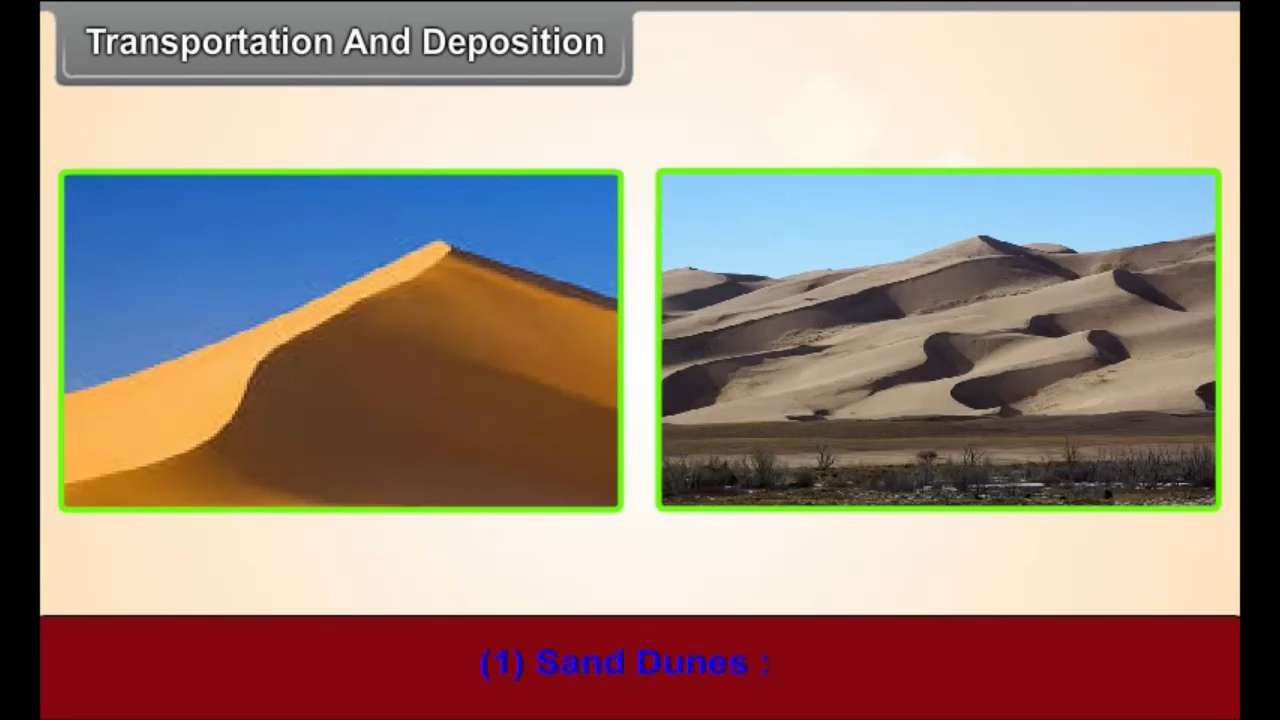 Transportation And Deposition
(1) Sand Dunes :